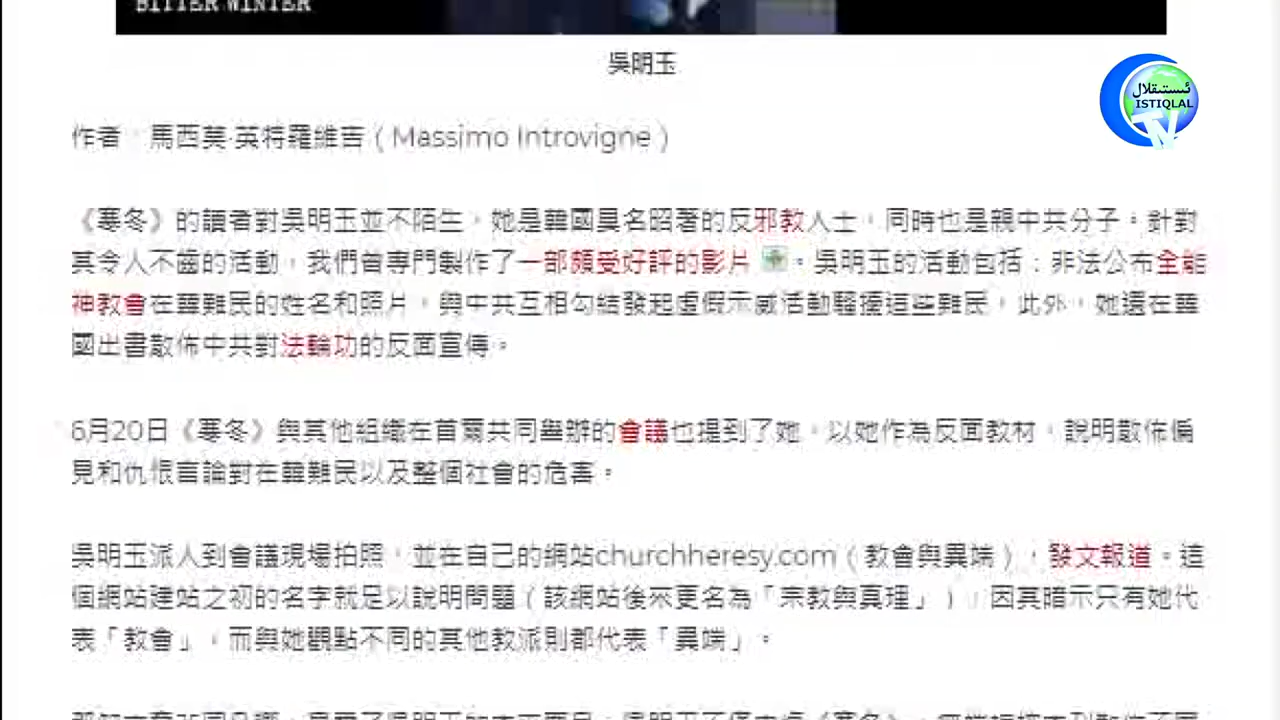 BITTER WINTER
吳明玉
ئىستىقلال
ISTIQLAL
TV
作者：馬西莫·英特羅維吉（Massimo Introvigne）
《寒冬》的讀者對吳明玉並不陌生，她是韓國臭名昭著的反邪教人士，同時也是親中共分子。針對
其令人不齒的活動，我們曾專門製作了一部頗受好評的影片。吳明玉的活動包括：非法公布全能
神教會在韓難民的姓名和照片，與中共互相勾結發起虛假示威活動騷擾這些難民，此外，她還在韓
國出書散佈中共對法輪功的反面宣傳。
6月20日《寒冬》與其他組織在首爾共同舉辦的會議也提到了她，以她作為反面教材，說明散佈偏
見和仇恨言論對在韓難民以及整個社會的危害。
吳明玉派人到會議現場拍照，並在自己的網站churchheresy.com（教會與異端），發文報道。這
個網站建站之初的名字就足以說明問題（該網站後來更名為「宗教與真理」），因其暗示只有她代
表「教會」，而與她觀點不同的其他教派則都代表「異端」。